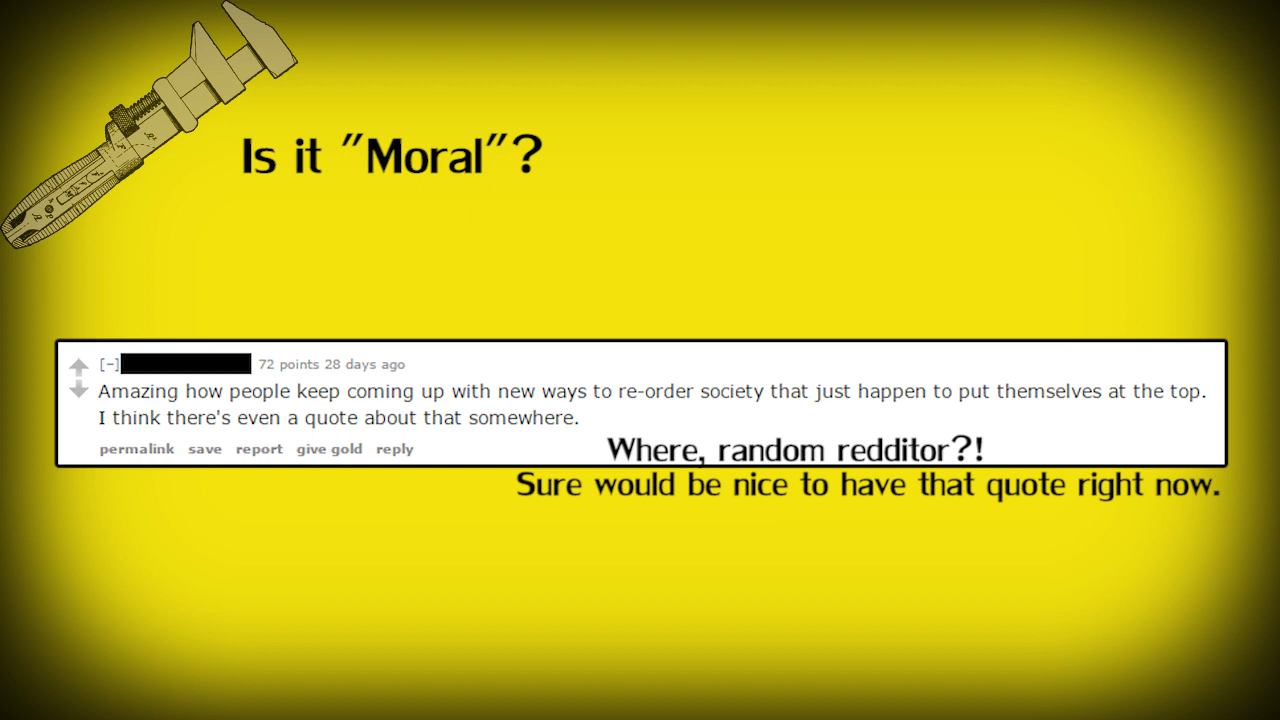 Is it "Moral"?
[–] 72 points 28 days ago
Amazing how people keep coming up with new ways to re-order society that just happen to put themselves at the top.
I think there's even a quote about that somewhere.
permalink save report give gold reply
Where, random redditor?!
Sure would be nice to have that quote right now.